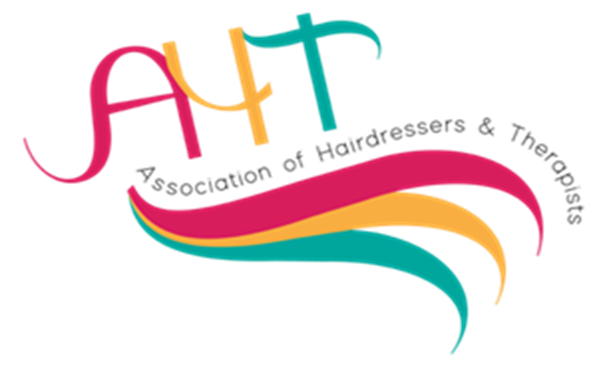 AHT
Association of Hairdressers & Therapists